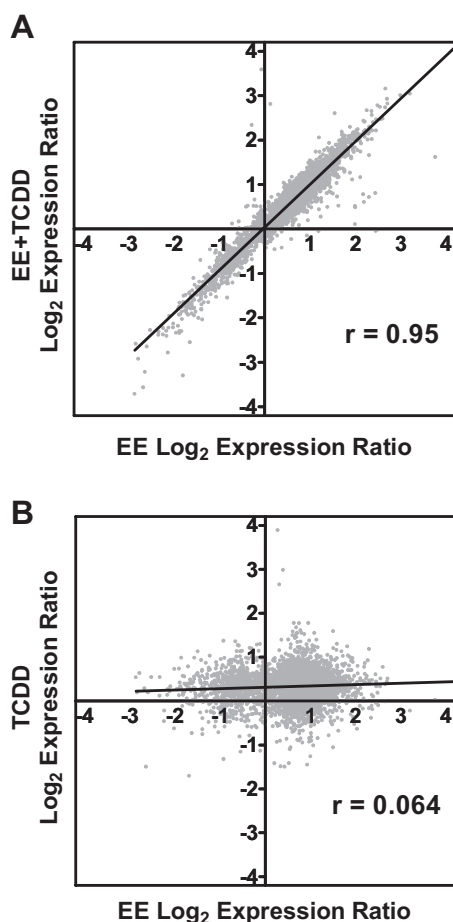 A
EE+TCDD
Log₂ Expression Ratio
4
3
2
1
-4 -3 -2 -1 0 1 2 3 4
-1
-2
-3
-4
r = 0.95
EE Log₂ Expression Ratio
B
TCDD
Log₂ Expression Ratio
4
3
2
1
-4 -3 -2 -1 0 1 2 3 4
-1
-2
-3
-4
r = 0.064
EE Log₂ Expression Ratio